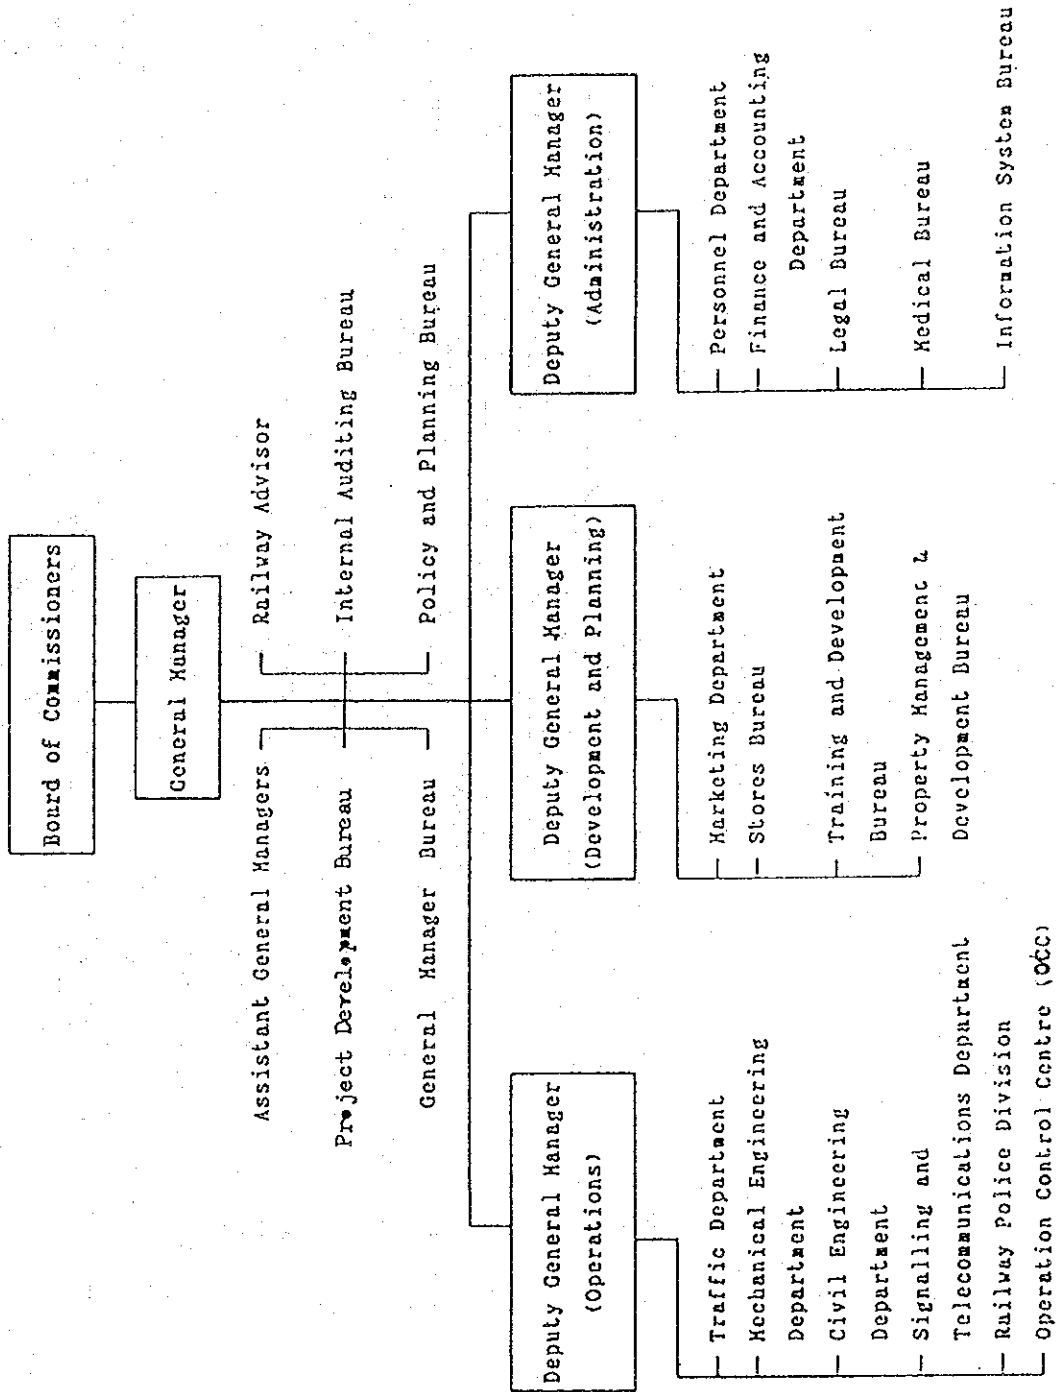 Board of Commissioners
General Manager
Assistant General Managers
Railway Advisor
Project Development Bureau
Internal Auditing Bureau
General Manager Bureau
Policy and Planning Bureau
Deputy General Manager
(Operations)
Traffic Department
Mechanical Engineering
Department
Civil Engineering
Department
Signalling and
Telecommunications Department
Railway Police Division
Operation Control Centre (OCC)
Deputy General Manager
(Development and Planning)
Marketing Department
Stores Bureau
Training and Development
Bureau
Property Management &
Development Bureau
Deputy General Manager
(Administration)
Personnel Department
Finance and Accounting
Department
Legal Bureau
Medical Bureau
Information System Bureau